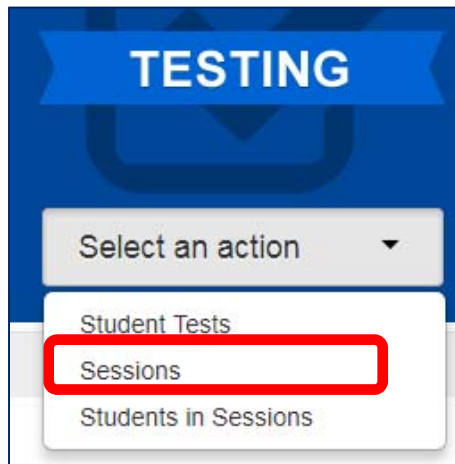 TESTING
Select an action
Student Tests
Sessions
Students in Sessions